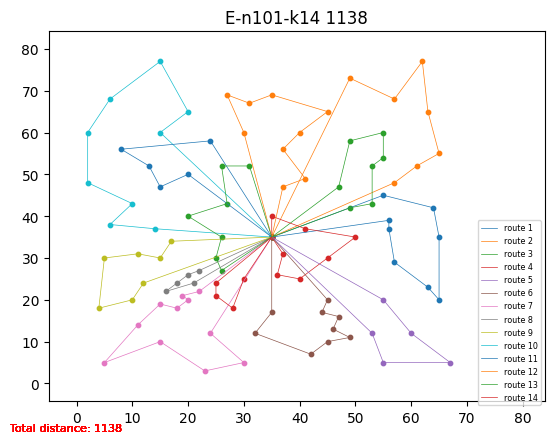 E-n101-k14 1138
80
70
60
50
40
30
20
10
0
0
10
20
30
40
50
60
70
80
route 1
route 2
route 3
route 4
route 5
route 6
route 7
route 8
route 9
route 10
route 11
route 12
route 13
route 14
Total distance: 1138